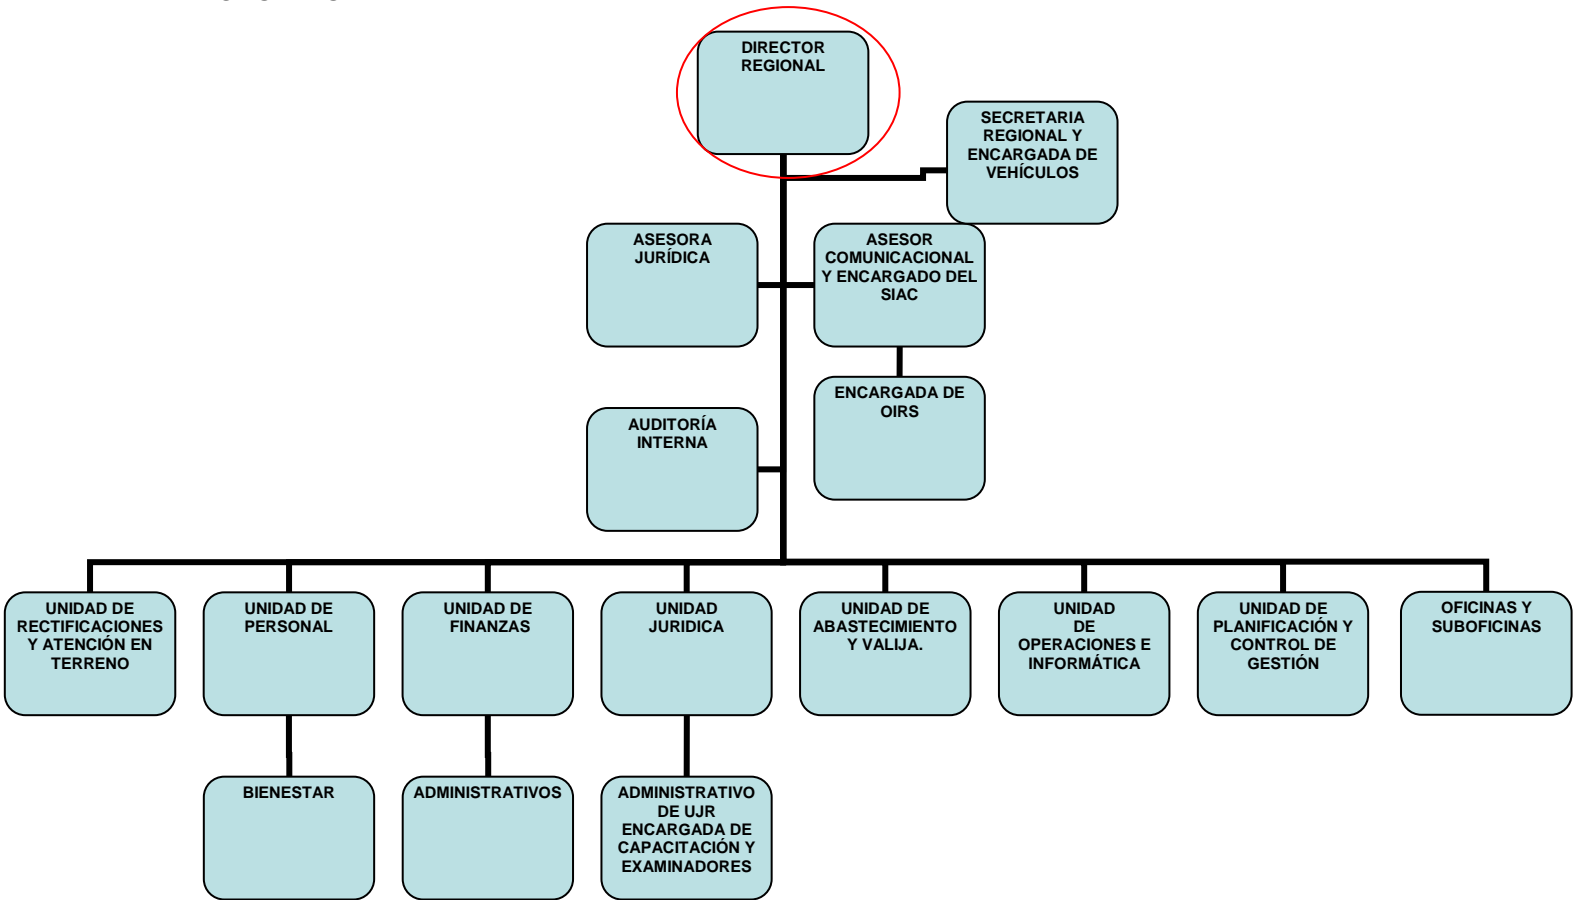 DIRECTOR
REGIONAL
SECRETARIA
REGIONAL Y
ENCARGADA DE
VEHÍCULOS
ASESORA
JURÍDICA
ASESOR
COMUNICACIONAL
Y ENCARGADO DEL
SIAC
ENCARGADA DE
OIRS
AUDITORÍA
INTERNA
UNIDAD DE
RECTIFICACIONES
Y ATENCIÓN EN
TERRENO
UNIDAD DE
PERSONAL
UNIDAD DE
FINANZAS
UNIDAD
JURIDICA
UNIDAD DE
ABASTECIMIENTO
Y VALIJA.
UNIDAD
DE
OPERACIONES E
INFORMÁTICA
UNIDAD DE
PLANIFICACIÓN Y
CONTROL DE
GESTIÓN
OFICINAS Y
SUBOFICINAS
BIENESTAR
ADMINISTRATIVOS
ADMINISTRATIVO
DE UJR
ENCARGADA DE
CAPACITACIÓN Y
EXAMINADORES